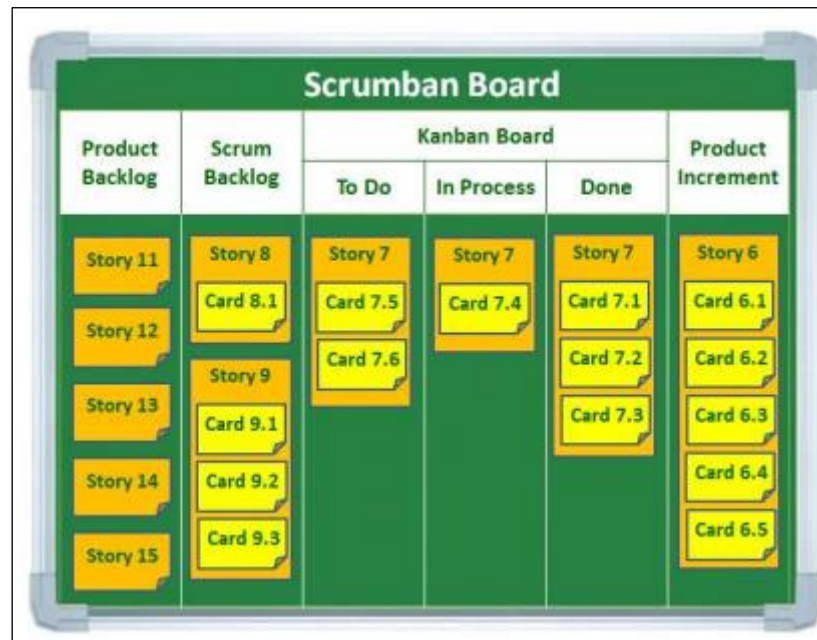 Scrumban Board
Product
Backlog
Scrum
Backlog
Kanban Board
To Do
In Process
Done
Product
Increment
Story 11
Story 12
Story 13
Story 14
Story 15
Story 8
Card 8.1
Story 9
Card 9.1
Card 9.2
Card 9.3
Story 7
Card 7.5
Card 7.6
Story 7
Card 7.4
Story 7
Card 7.1
Card 7.2
Card 7.3
Story 6
Card 6.1
Card 6.2
Card 6.3
Card 6.4
Card 6.5